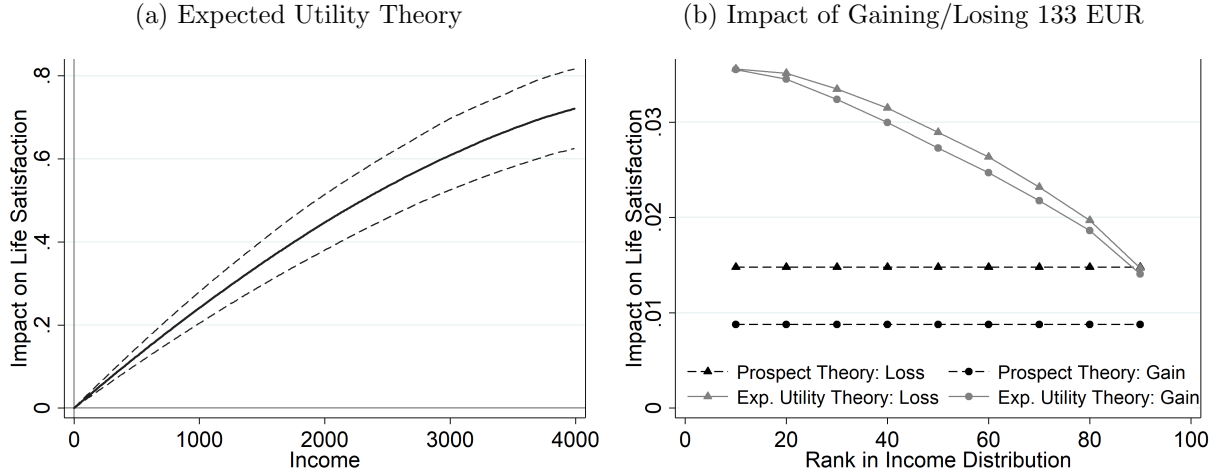 (a) Expected Utility Theory
Impact on Life Satisfaction
.8
.6
.4
.2
0
0 1000 2000 3000 4000
Income
(b) Impact of Gaining/Losing 133 EUR
Impact on Life Satisfaction
.03
.02
.01
0
Prospect Theory: Loss Prospect Theory: Gain
Exp. Utility Theory: Loss Exp. Utility Theory: Gain
0 20 40 60 80 100
Rank in Income Distribution